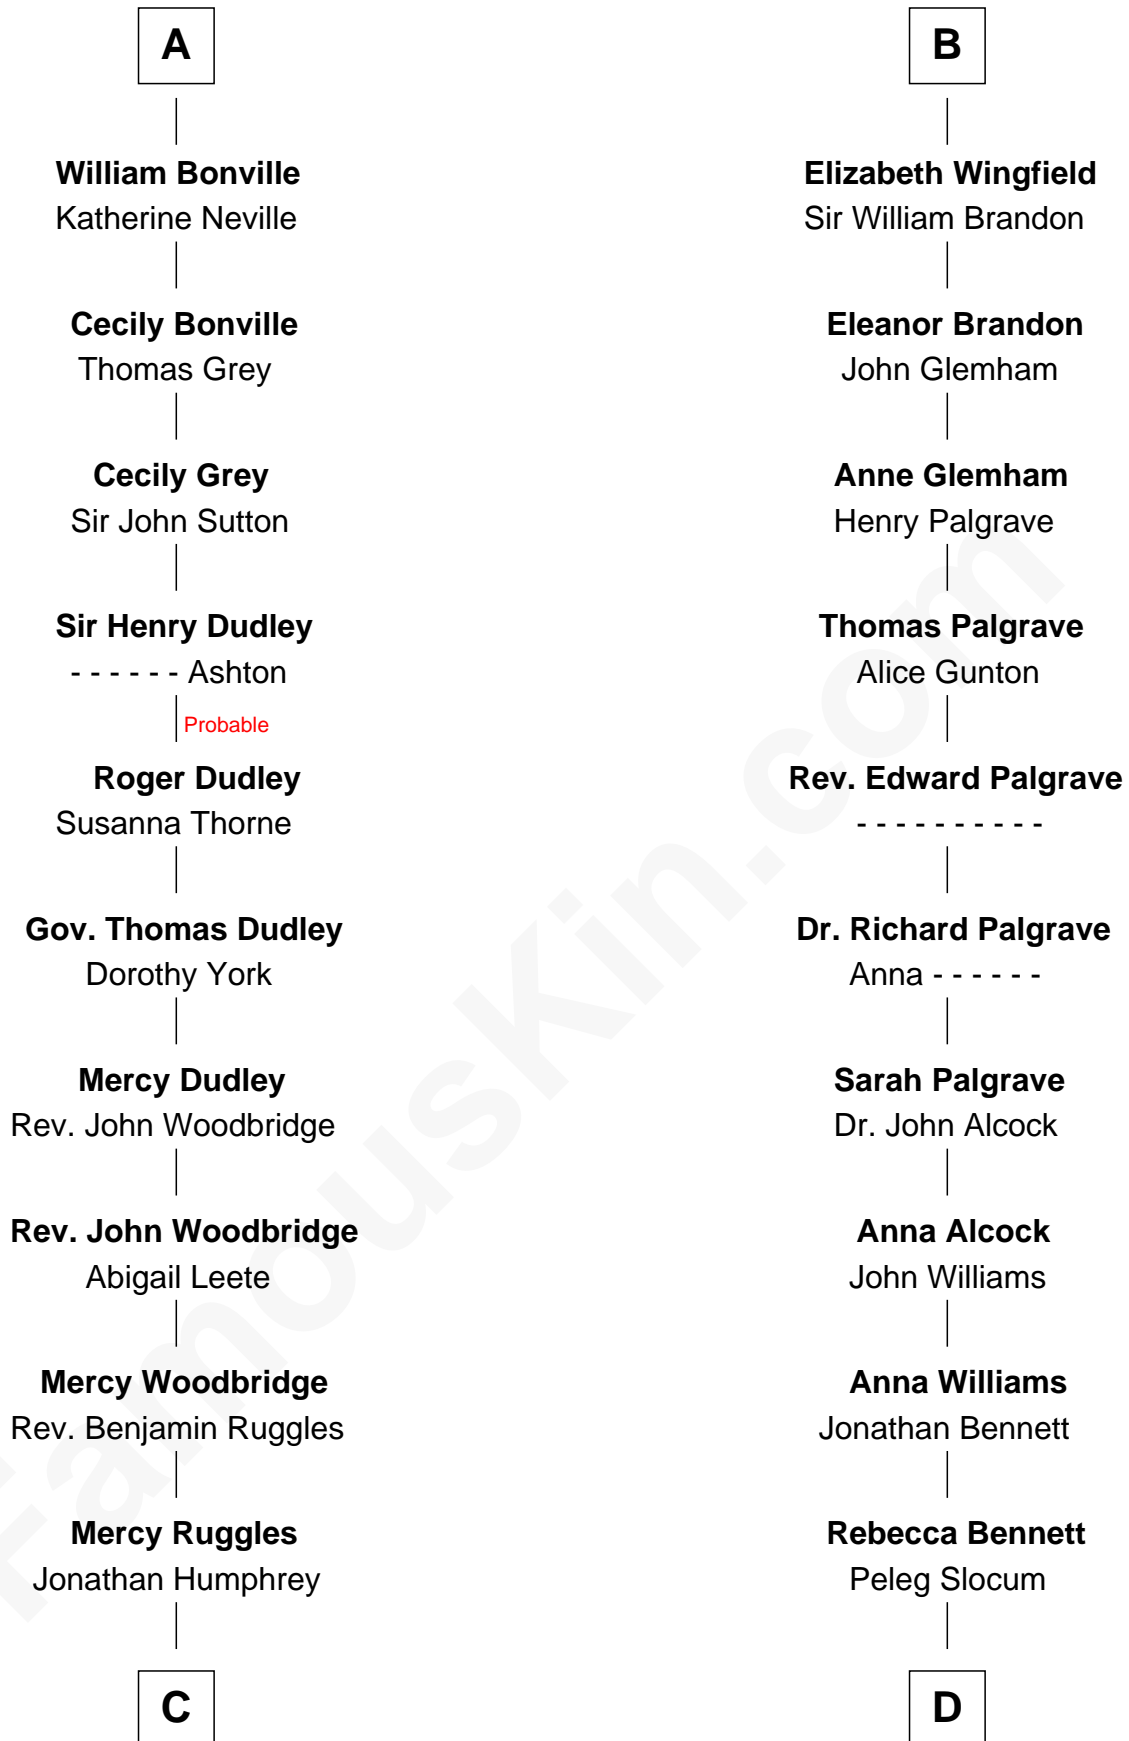 A
William Bonville
Katherine Neville
Cecily Bonville
Thomas Grey
Cecily Grey
Sir John Sutton
Sir Henry Dudley
- - - - - - Ashton
Probable
Roger Dudley
Susanna Thorne
Gov. Thomas Dudley
Dorothy York
Mercy Dudley
Rev. John Woodbridge
Rev. John Woodbridge
Abigail Leete
Mercy Woodbridge
Rev. Benjamin Ruggles
Mercy Ruggles
Jonathan Humphrey
C
B
Elizabeth Wingfield
Sir William Brandon
Eleanor Brandon
John Glemham
Anne Glemham
Henry Palgrave
Thomas Palgrave
Alice Gunton
Rev. Edward Palgrave
- - - - - - - - - -
Dr. Richard Palgrave
Anna - - - - - -
Sarah Palgrave
Dr. John Alcock
Anna Alcock
John Williams
Anna Williams
Jonathan Bennett
Rebecca Bennett
Peleg Slocum
D
FamousKin.com